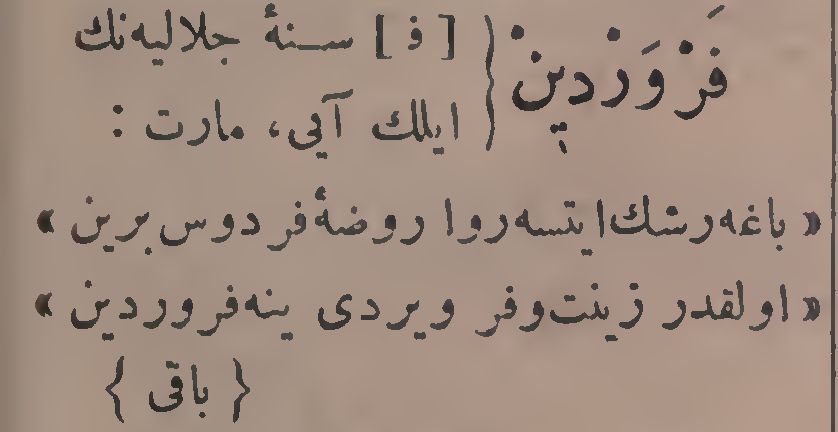 فَرْوَرْدِينْ { [ ف ] سنهٔ جلالیه‌نك
ایلك آیی، مارت :
« باغه رشك ایتسه روا روضهٔ فردوس برین »
« اولقدر زینت و فر ویردی ینه فروردین »
{ باقی }